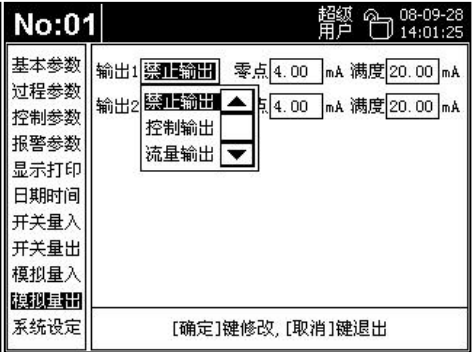 No:01
超级用户
08-09-28
14:01:25
基本参数
过程参数
控制参数
报警参数
显示打印
日期时间
开关量入
开关量出
模拟量入
模拟量出
系统设定
输出1 禁止输出 零点 4.00 mA 满度 20.00 mA
输出2 禁止输出 点 4.00 mA 满度 20.00 mA
控制输出
流量输出
[确定]键修改, [取消]键退出